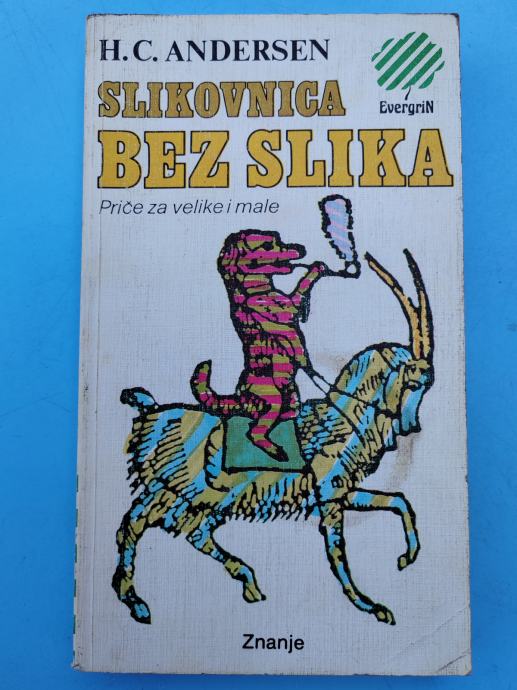 H.C. ANDERSEN
EvergriN
SLIKOVNICA
BEZ SLIKA
Priče za velike i male
Znanje